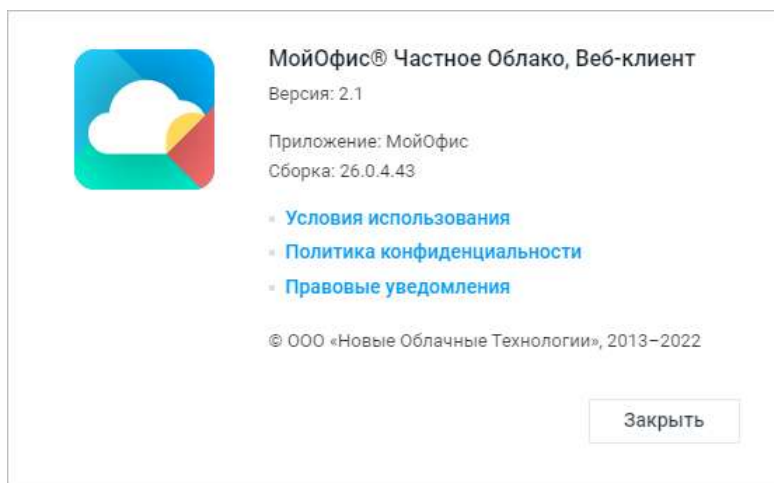 МойОфис® Частное Облако, Веб-клиент
Версия: 2.1
Приложение: МойОфис
Сборка: 26.0.4.43
Условия использования
Политика конфиденциальности
Правовые уведомления
© ООО «Новые Облачные Технологии», 2013–2022
Закрыть